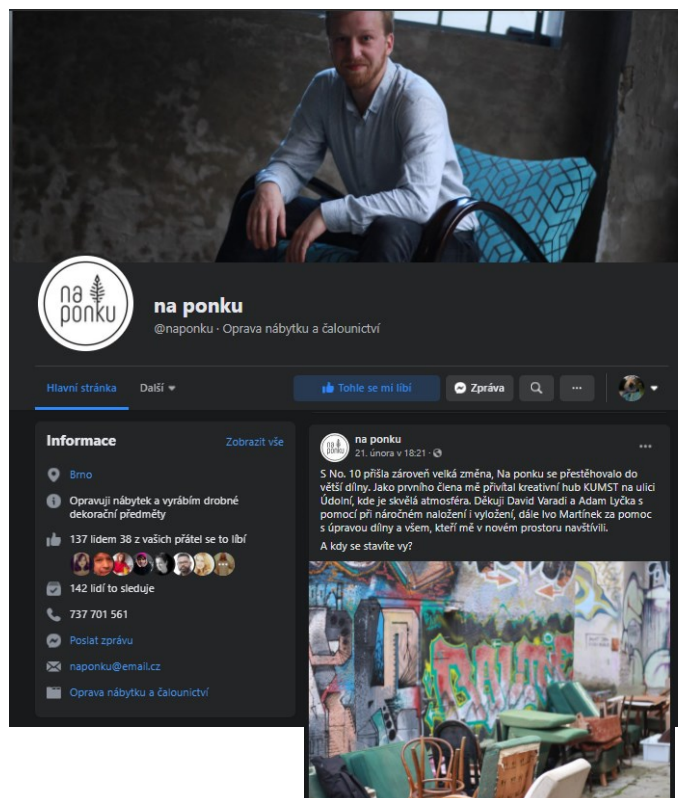 na
ponku
na ponku
@naponku · Oprava nábytku a čalounictví
Hlavní stránka
Další
Tohle se mi líbí
Zpráva
Informace
Zobrazit vše
Brno
Opravuji nábytek a vyrábím drobné
dekorační předměty
137 lidem 38 z vašich přátel se to líbí
142 lidí to sleduje
737 701 561
Poslat zprávu
naponku@email.cz
Oprava nábytku a čalounictví
na
ponku
na ponku
21. února v 18:21 ·
S No. 10 přišla zároveň velká změna, Na ponku se přestěhovalo do
větší dílny. Jako prvního člena mě přivítal kreativní hub KUMST na ulici
Údolní, kde je skvělá atmosféra. Děkuji David Varadi a Adam Lyčka s
pomocí při náročném naložení i vyložení, dále Ivo Martínek za pomoc
s úpravou dílny a všem, kteří mě v novém prostoru navštívili.
A kdy se stavíte vy?